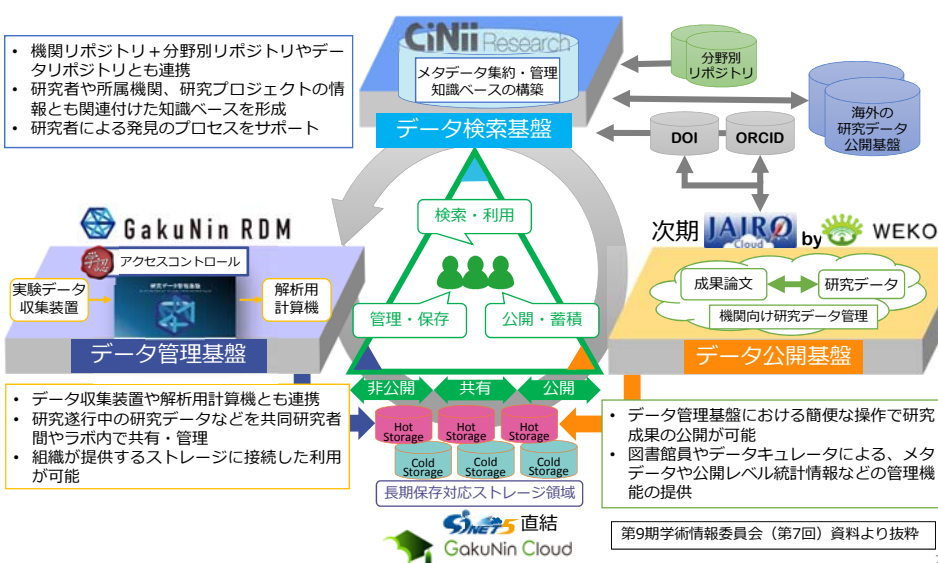 CiNii Research
メタデータ集約・管理
知識ベースの構築
データ検索基盤
• 機関リポジトリ+分野別リポジトリやデー
タリポジトリとも連携
• 研究者や所属機関、研究プロジェクトの情
報とも関連付けた知識ベースを形成
• 研究者による発見のプロセスをサポート
分野別
リポジトリ
海外の
研究データ
公開基盤
DOI
ORCID
検索・利用
管理・保存
公開・蓄積
GakuNin RDM
学認
アクセスコントロール
実験データ
収集装置
研究データ管理基盤
解析用
計算機
データ管理基盤
次期 JAIRO Cloud by WEKO
成果論文
研究データ
機関向け研究データ管理
データ公開基盤
非公開
共有
公開
Hot
Storage
Hot
Storage
Hot
Storage
Cold
Storage
Cold
Storage
Cold
Storage
長期保存対応ストレージ領域
SINET5 直結
GakuNin Cloud
• データ収集装置や解析用計算機とも連携
• 研究遂行中の研究データなどを共同研究者
間やラボ内で共有・管理
• 組織が提供するストレージに接続した利用
が可能
• データ管理基盤における簡便な操作で研究
成果の公開が可能
• 図書館員やデータキュレータによる、メタ
データや公開レベル統計情報などの管理機
能の提供
第9期学術情報委員会（第7回）資料より抜粋